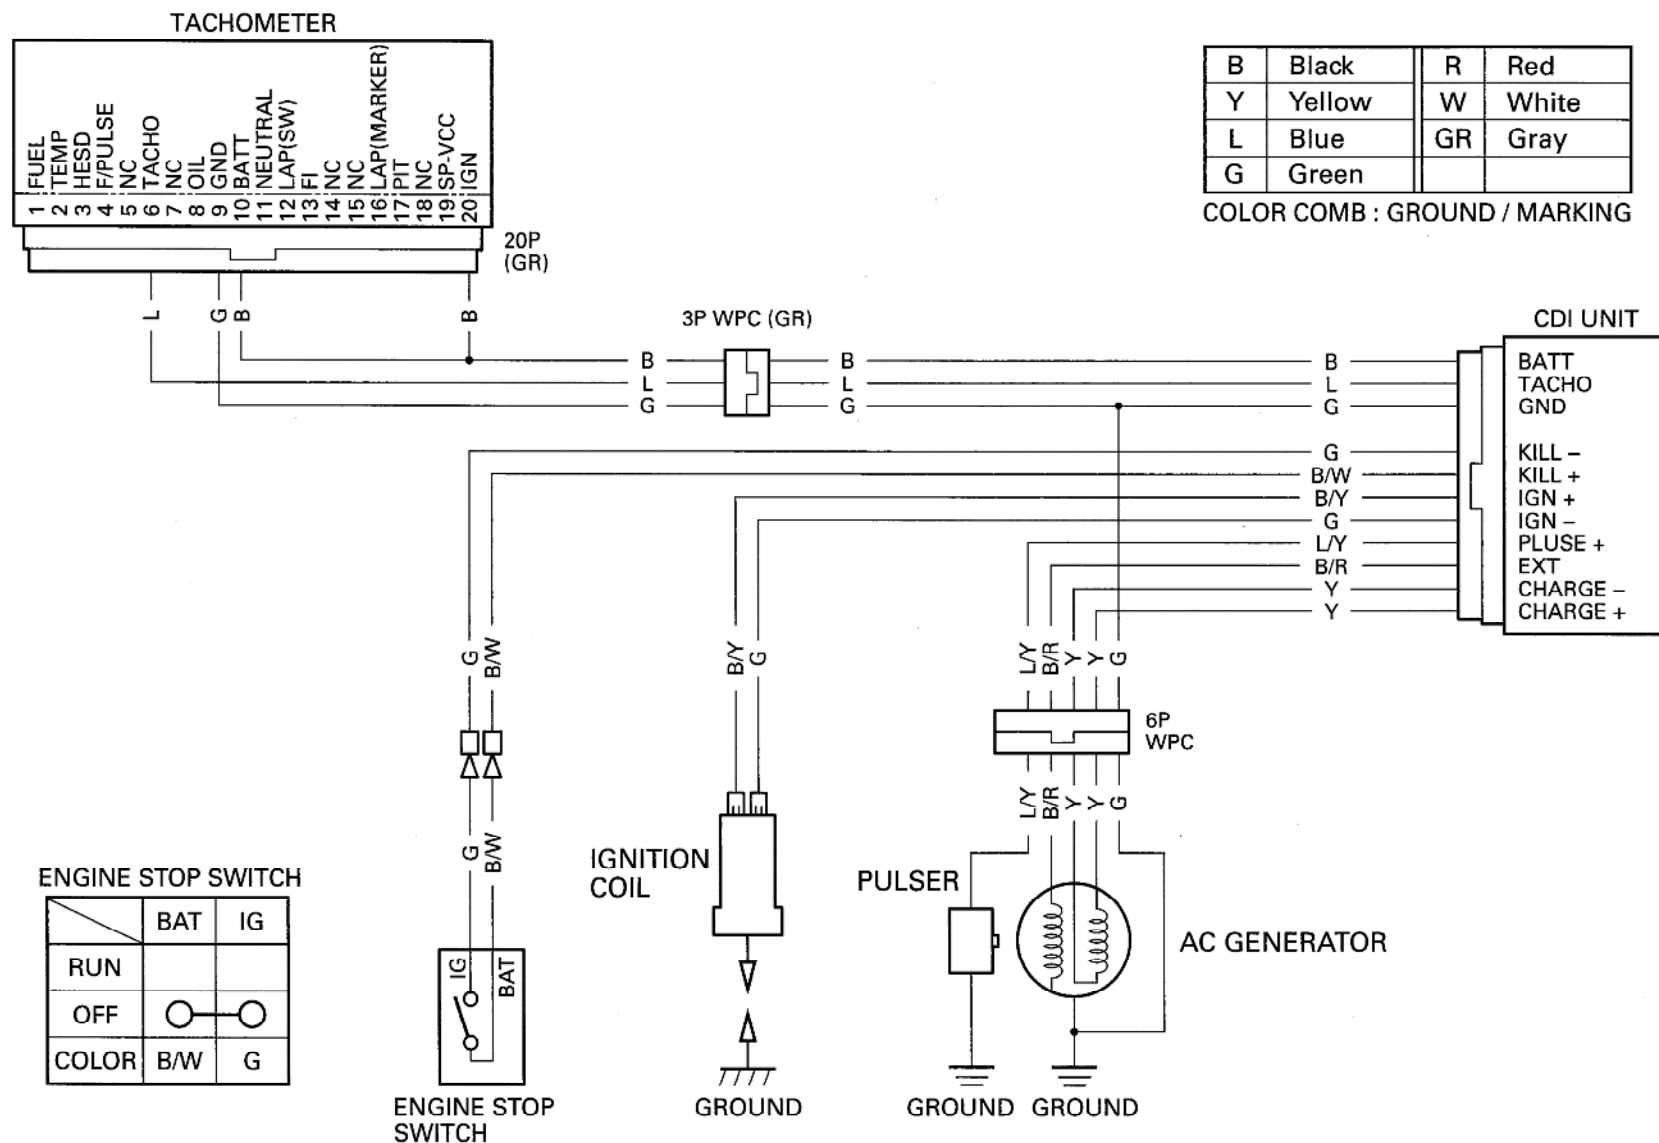 TACHOMETER
1 FUEL
2 TEMP
3 HESD
4 F/PULSE
5 NC
6 TACHO
7 NC
8 OIL
9 GND
10 BATT
11 NEUTRAL
12 LAP(SW)
13 FI
14 NC
15 NC
16 LAP(MARKER)
17 PIT
18 NC
19 SP-VCC
20 IGN
20P
(GR)
L G B B
B Black R Red
Y Yellow W White
L Blue GR Gray
G Green
COLOR COMB : GROUND / MARKING
3P WPC (GR)
CDI UNIT
B B B BATT
L L L TACHO
G G G GND
G KILL –
B/W KILL +
B/Y IGN +
G IGN –
L/Y PLUSE +
B/R EXT
Y CHARGE –
Y CHARGE +
G B/W B/Y G L/Y B/R Y Y G
6P
WPC
L/Y B/R Y Y G
G B/W
IGNITION
COIL
PULSER
AC GENERATOR
ENGINE STOP SWITCH
BAT IG
RUN
OFF
COLOR B/W G
IG BAT
ENGINE STOP
SWITCH
GROUND
GROUND GROUND